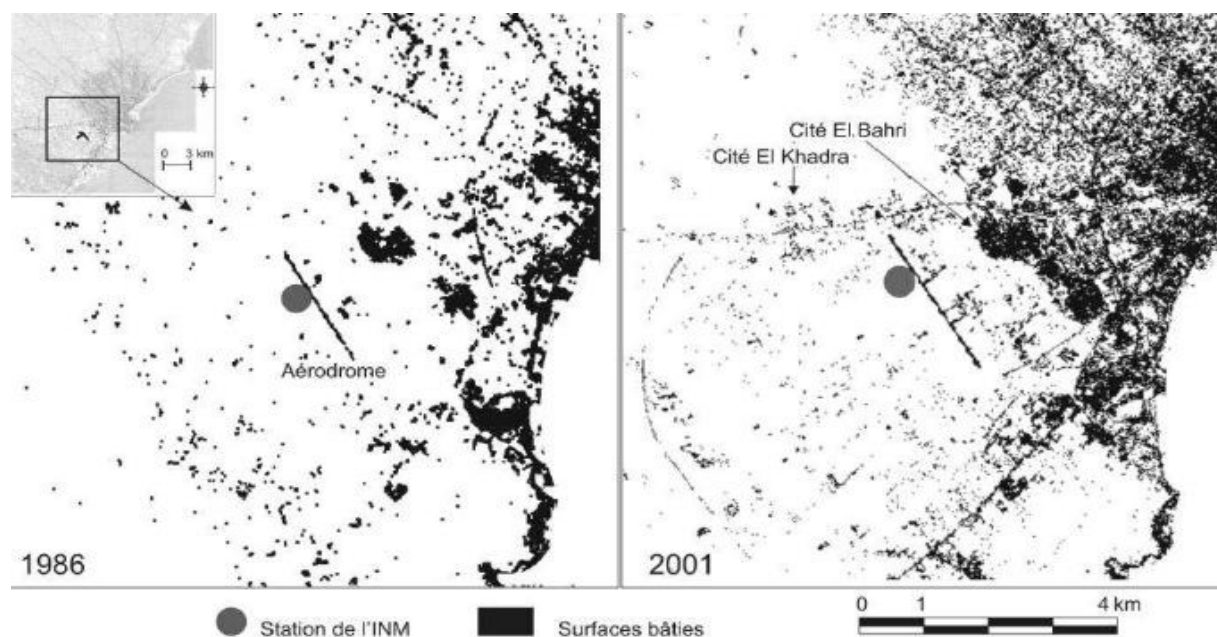 0 3 km
Aérodrome
1986
Cité El Bahri
Cité El Khadra
2001
Station de l'INM
Surfaces bâties
0 1 4 km